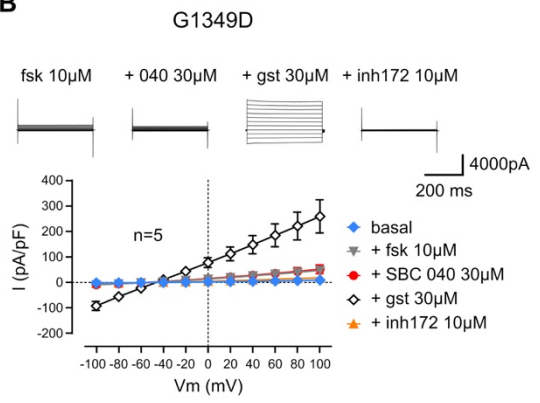 B
G1349D
fsk 10µM + 040 30µM + gst 30µM + inh172 10µM
4000pA
200 ms
400
300
200
100
0
-100
-200
I (pA/pF)
n=5
-100 -80 -60 -40 -20 0 20 40 60 80 100
Vm (mV)
basal
+ fsk 10µM
+ SBC 040 30µM
+ gst 30µM
+ inh172 10µM